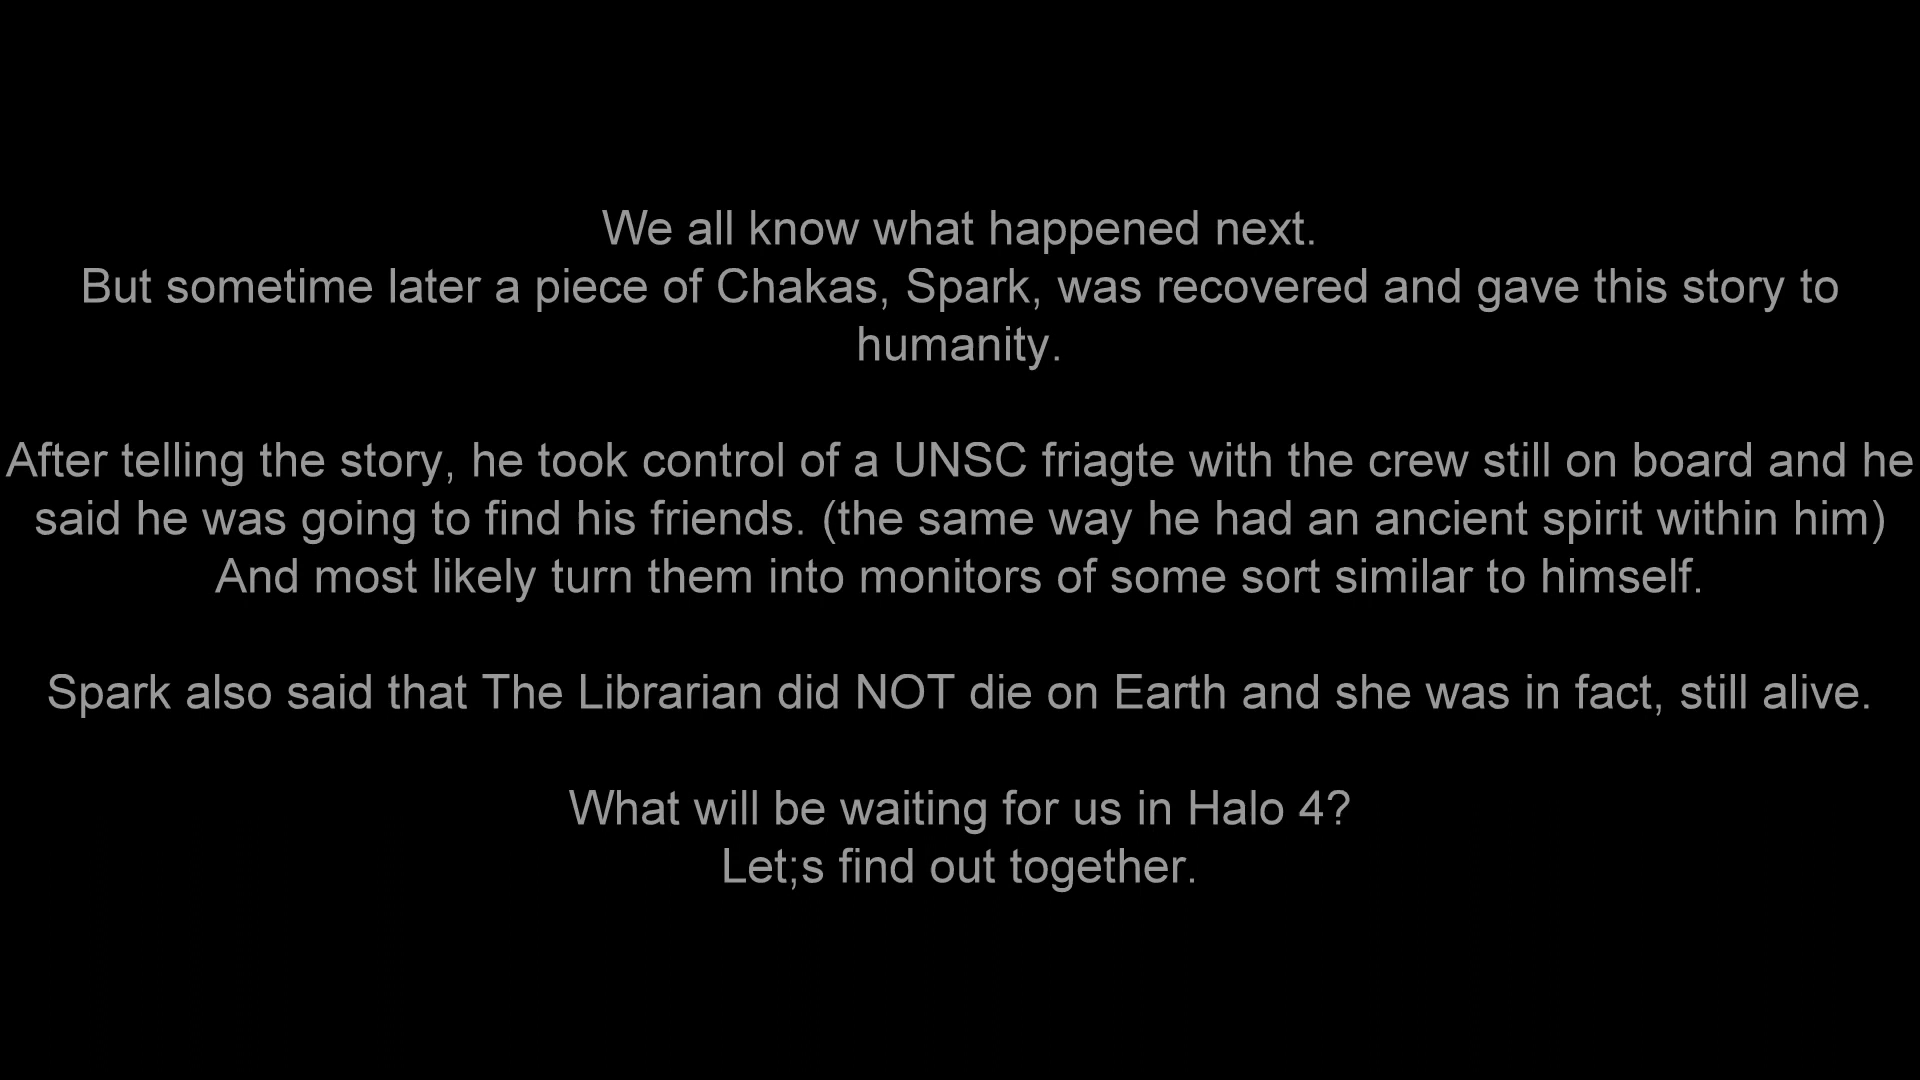 We all know what happened next.
But sometime later a piece of Chakas, Spark, was recovered and gave this story to
humanity.
After telling the story, he took control of a UNSC friagte with the crew still on board and he
said he was going to find his friends. (the same way he had an ancient spirit within him)
And most likely turn them into monitors of some sort similar to himself.
Spark also said that The Librarian did NOT die on Earth and she was in fact, still alive.
What will be waiting for us in Halo 4?
Let;s find out together.